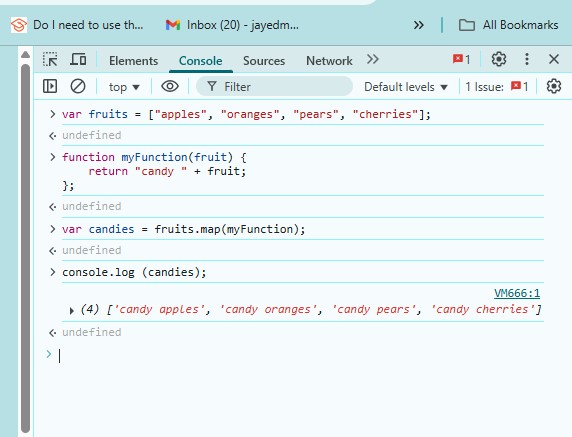 Do I need to use th...  Inbox (20) - jayedm...  »  All Bookmarks
Elements  Console  Sources  Network  1
top ▾  Filter  Default levels ▾  1 Issue: 1
> var fruits = ["apples", "oranges", "pears", "cherries"];
undefined
> function myFunction(fruit) {
return "candy " + fruit;
};
undefined
> var candies = fruits.map(myFunction);
undefined
> console.log (candies);
VM666:1
▸ (4) ['candy apples', 'candy oranges', 'candy pears', 'candy cherries']
undefined
>